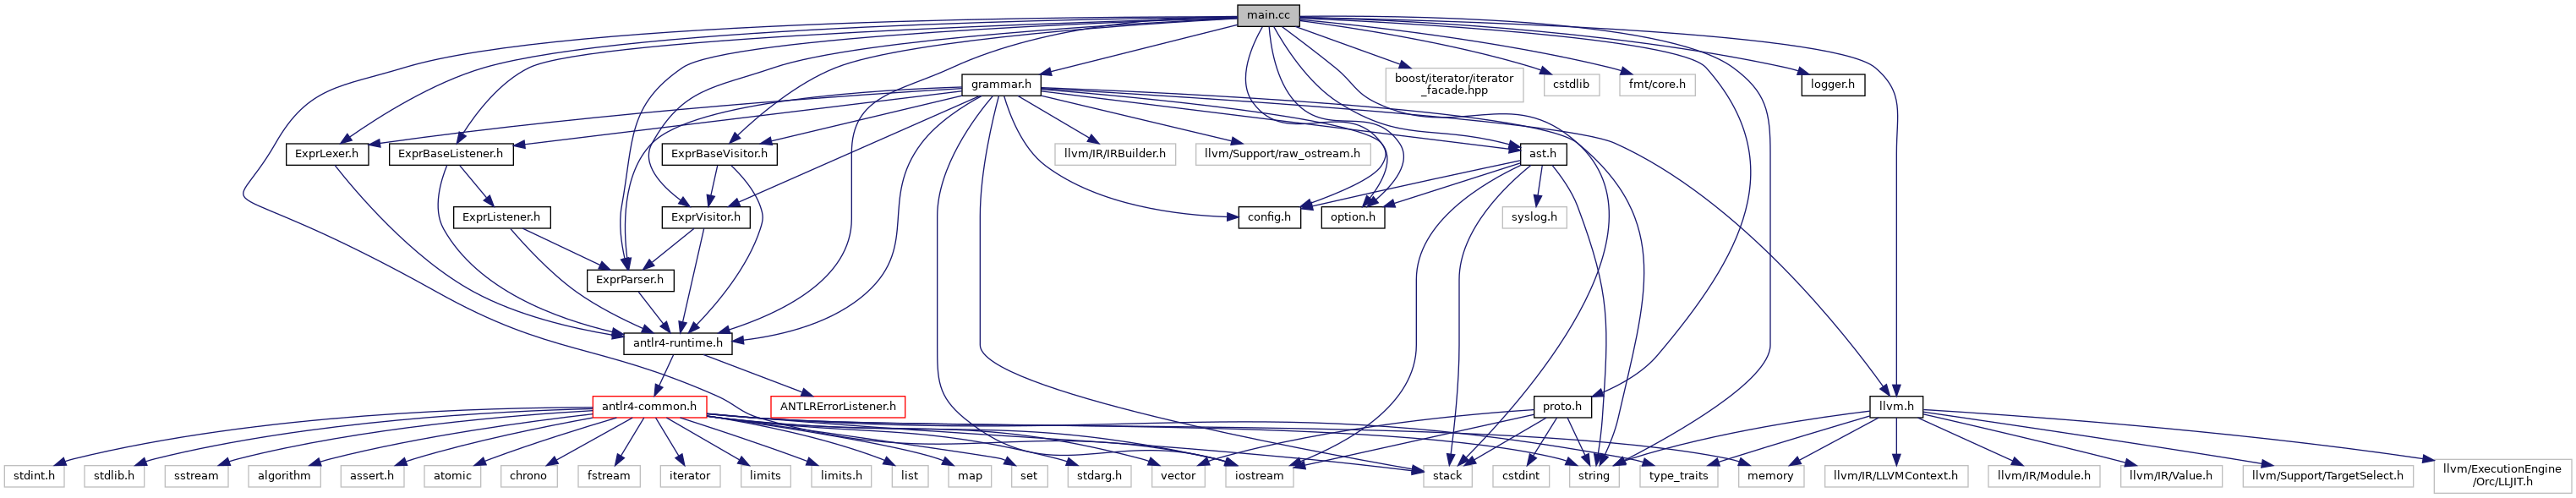 main.cc
grammar.h
boost/iterator/iterator
_facade.hpp
cstdlib
fmt/core.h
logger.h
ExprLexer.h
ExprBaseListener.h
ExprBaseVisitor.h
llvm/IR/IRBuilder.h
llvm/Support/raw_ostream.h
ast.h
ExprListener.h
ExprVisitor.h
config.h
option.h
syslog.h
ExprParser.h
antlr4-runtime.h
antlr4-common.h
ANTLRErrorListener.h
proto.h
llvm.h
stdint.h
stdlib.h
sstream
algorithm
assert.h
atomic
chrono
fstream
iterator
limits
limits.h
list
map
set
stdarg.h
vector
iostream
stack
cstdint
string
type_traits
memory
llvm/IR/LLVMContext.h
llvm/IR/Module.h
llvm/IR/Value.h
llvm/Support/TargetSelect.h
llvm/ExecutionEngine
/Orc/LLJIT.h